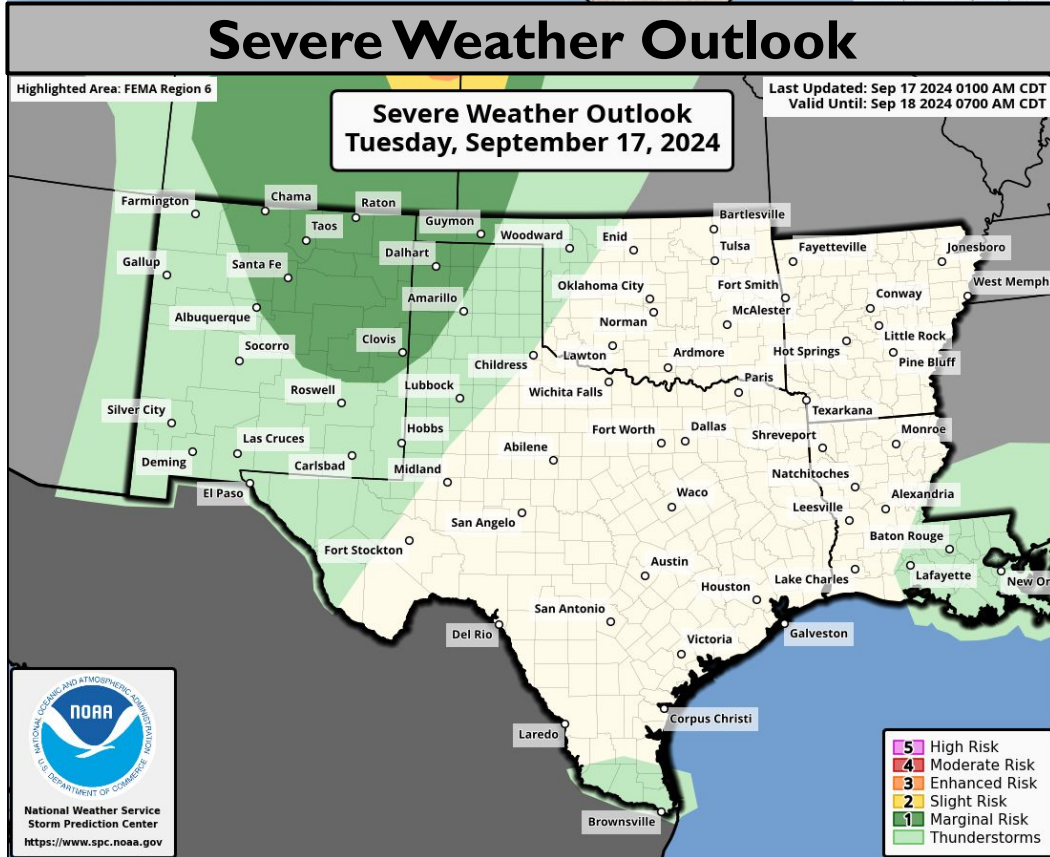 Severe Weather Outlook
Highlighted Area: FEMA Region 6
Last Updated: Sep 17 2024 0100 AM CDT
Valid Until: Sep 18 2024 0700 AM CDT
Severe Weather Outlook
Tuesday, September 17, 2024
Farmington
Chama
Raton
Taos
Guymon
Woodward
Enid
Bartlesville
Tulsa
Fayetteville
Jonesboro
Gallup
Santa Fe
Dalhart
Oklahoma City
Fort Smith
West Memph
Albuquerque
Amarillo
Norman
McAlester
Conway
Socorro
Clovis
Childress
Lawton
Ardmore
Hot Springs
Little Rock
Pine Bluff
Roswell
Lubbock
Wichita Falls
Paris
Texarkana
Silver City
Las Cruces
Hobbs
Abilene
Fort Worth
Dallas
Shreveport
Monroe
Deming
Carlsbad
Midland
Natchitoches
El Paso
San Angelo
Waco
Leesville
Alexandria
Fort Stockton
Baton Rouge
Austin
Houston
Lake Charles
Lafayette
New Or
San Antonio
Del Rio
Victoria
Galveston
Laredo
Corpus Christi
Brownsville
NATIONAL OCEANIC AND ATMOSPHERIC ADMINISTRATION
NOAA
U.S. DEPARTMENT OF COMMERCE
National Weather Service
Storm Prediction Center
https://www.spc.noaa.gov
5 High Risk
4 Moderate Risk
3 Enhanced Risk
2 Slight Risk
1 Marginal Risk
Thunderstorms